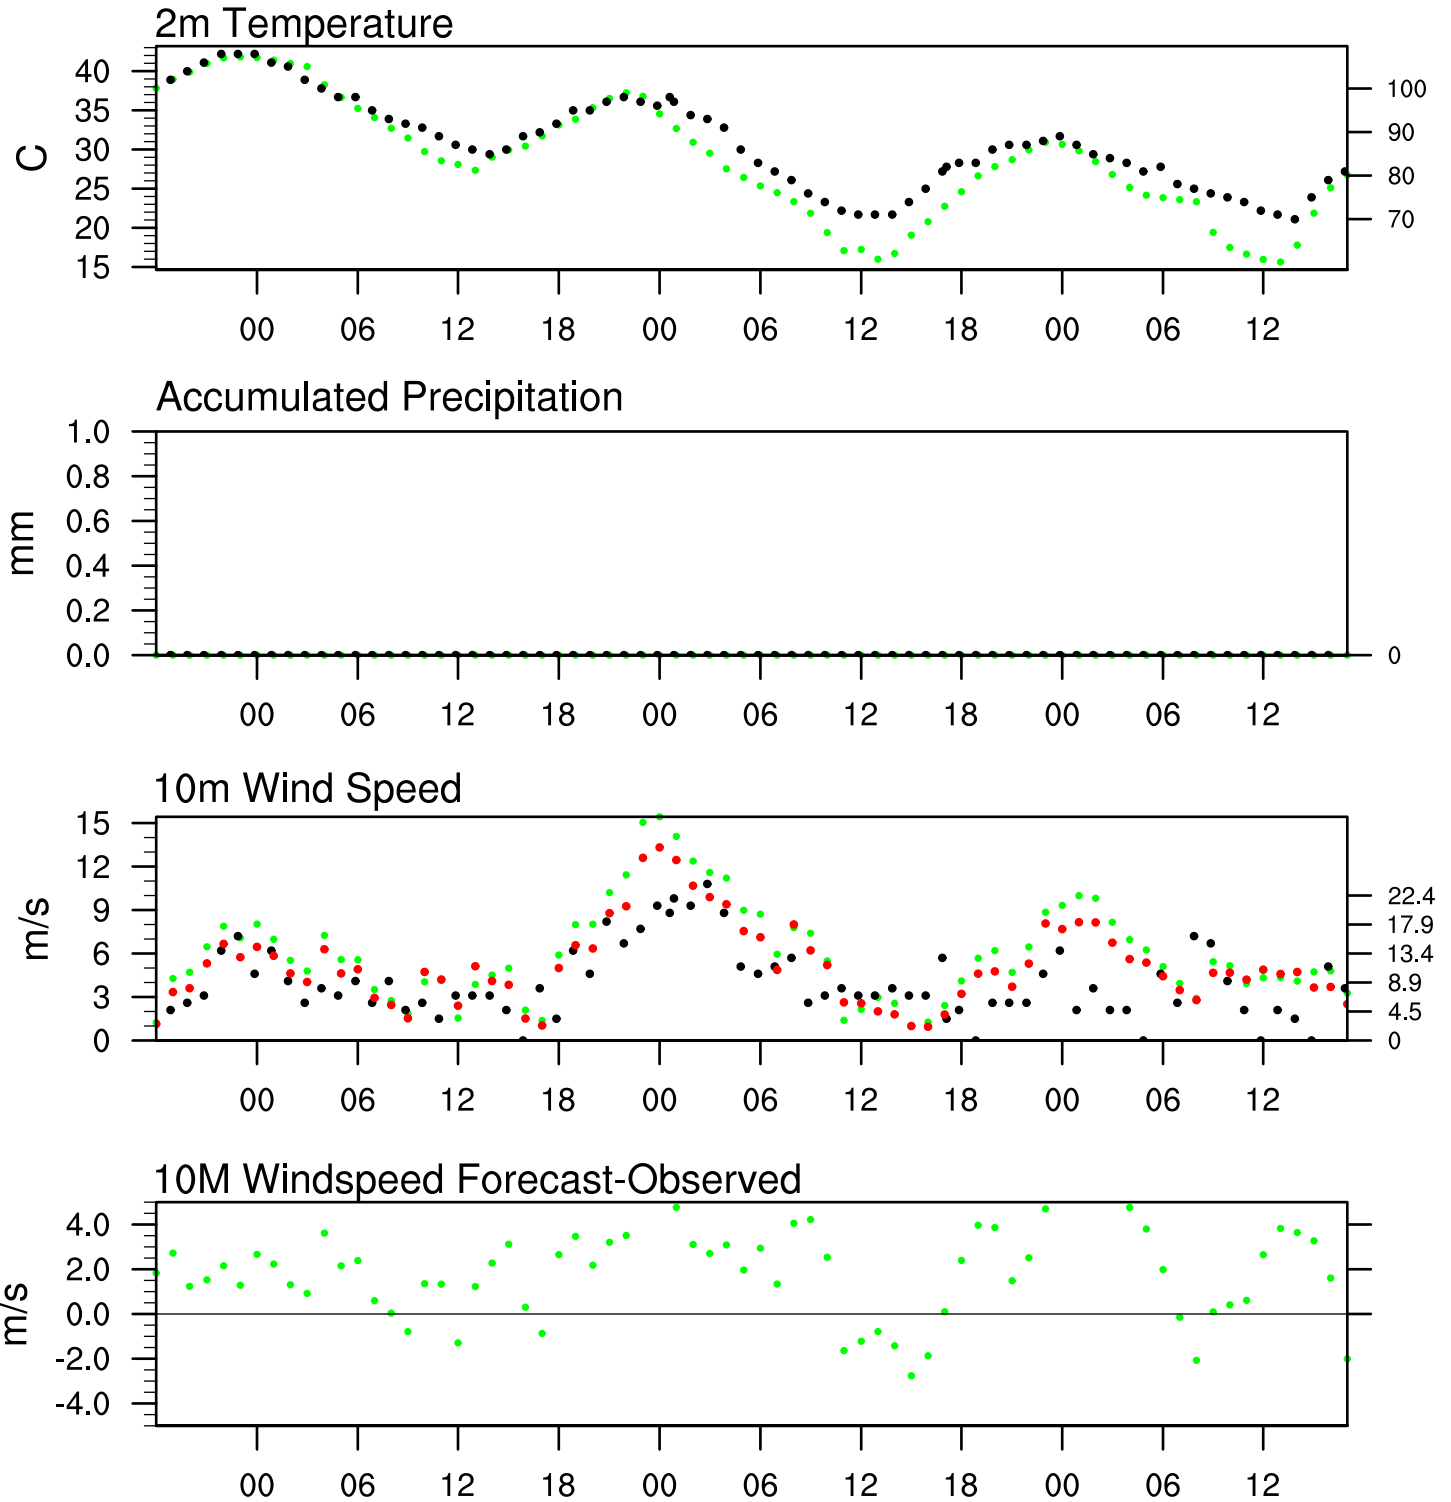 2m Temperature
40
35
30
25
20
15
C
100
90
80
70
00 06 12 18 00 06 12 18 00 06 12
Accumulated Precipitation
1.0
0.8
0.6
0.4
0.2
0.0
mm
0
00 06 12 18 00 06 12 18 00 06 12
10m Wind Speed
15
12
9
6
3
0
m/s
22.4
17.9
13.4
8.9
4.5
0
00 06 12 18 00 06 12 18 00 06 12
10M Windspeed Forecast-Observed
4.0
2.0
0.0
-2.0
-4.0
m/s
00 06 12 18 00 06 12 18 00 06 12